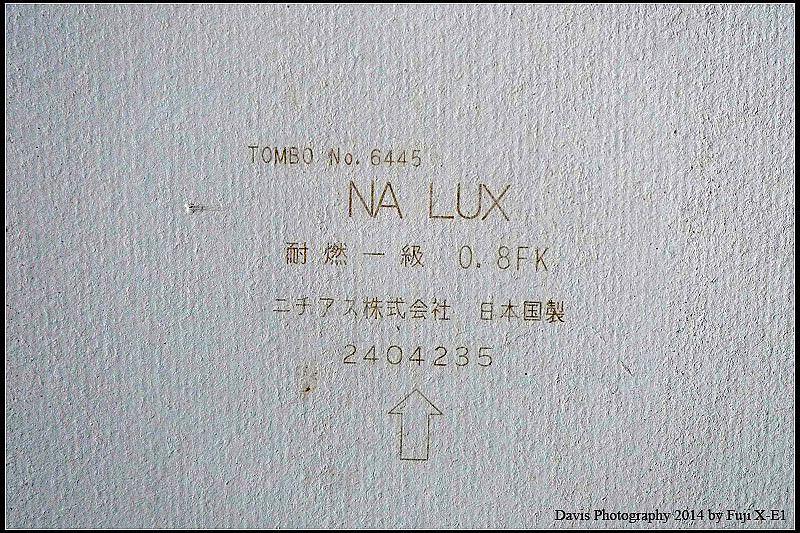 TOMBO No. 6445
NA LUX
耐燃一級 0.8FK
ニチアス株式会社 日本国製
2404235
Davis Photography 2014 by Fuji X-E1